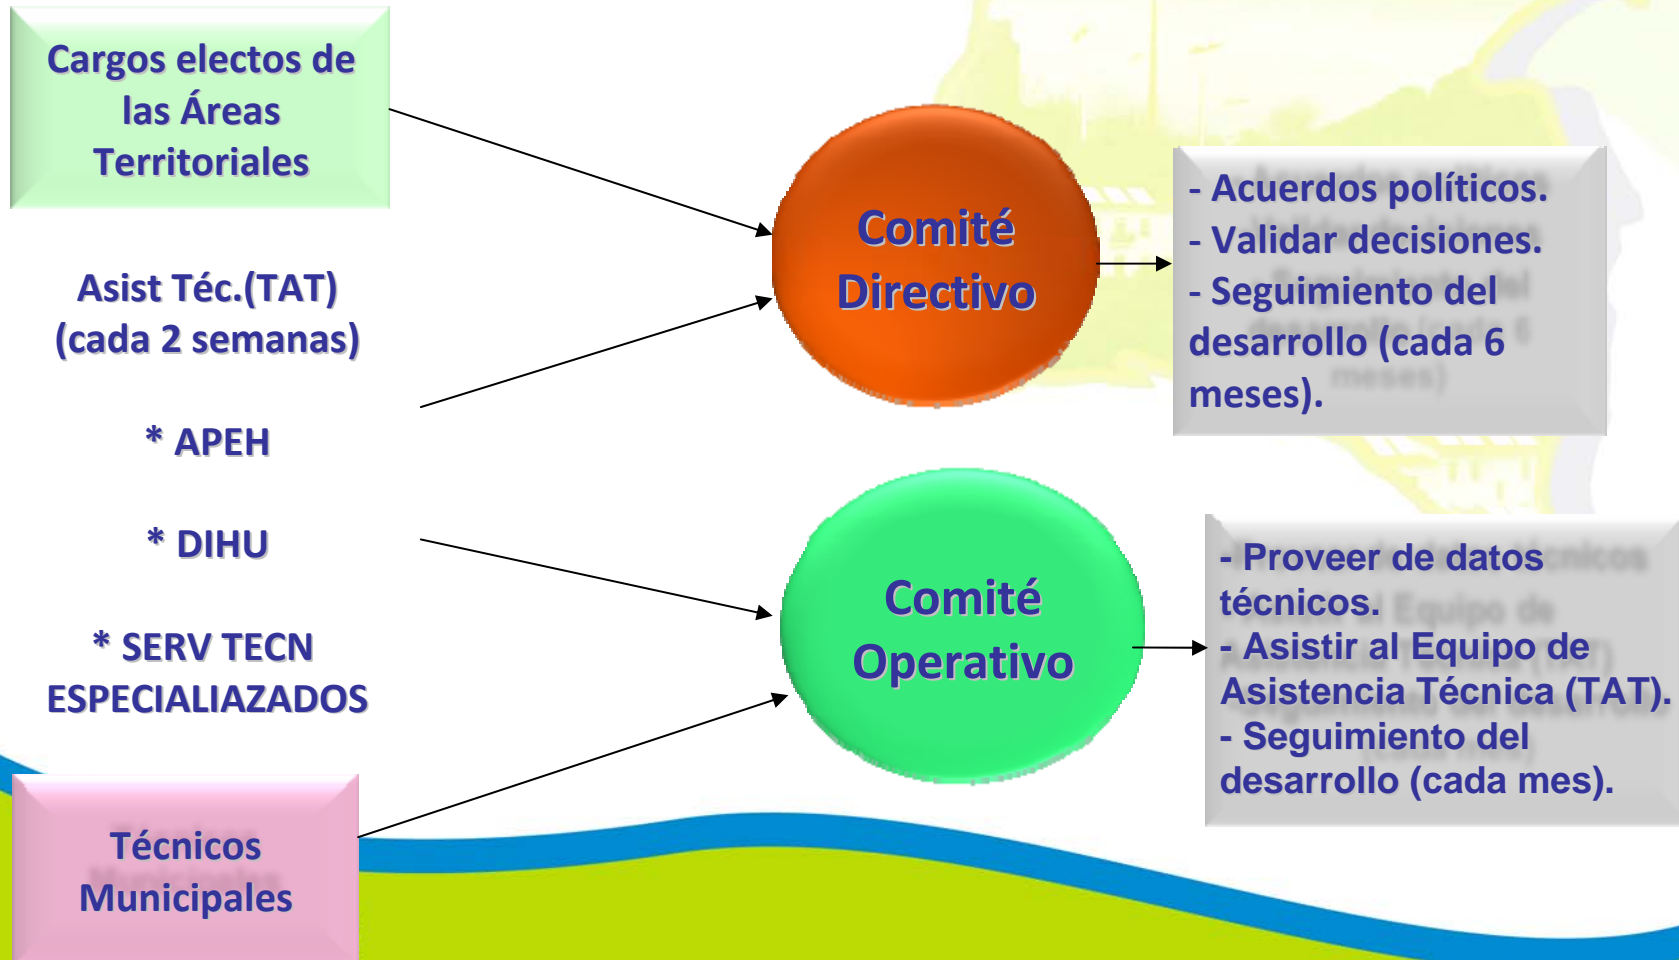 Cargos electos de
las Áreas
Territoriales
Asist Téc.(TAT)
(cada 2 semanas)
* APEH
* DIHU
* SERV TECN
ESPECIALIAZADOS
Técnicos
Municipales
Comité
Directivo
- Acuerdos políticos.
- Validar decisiones.
- Seguimiento del
desarrollo (cada 6
meses).
Comité
Operativo
- Proveer de datos
técnicos.
- Asistir al Equipo de
Asistencia Técnica (TAT).
- Seguimiento del
desarrollo (cada mes).